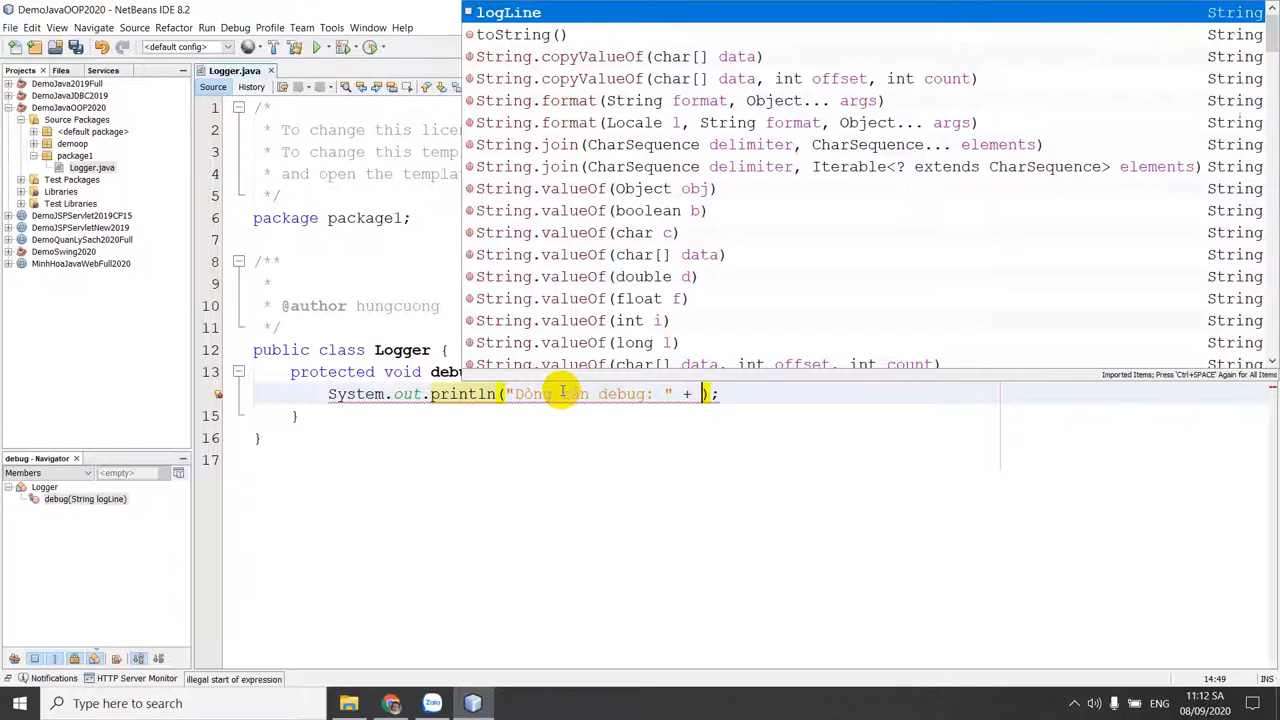 DemoJavaOOP2020 - NetBeans IDE 8.2
File Edit View Navigate Source Refactor Run Debug Profile Team Tools Window Help
<default config>
Projects Files Services
DemoJava2019Full
DemoJavaJDBC2019
DemoJavaOOP2020
Source Packages
<default package>
demoop
package1
Logger.java
Test Packages
Libraries
Test Libraries
DemoJSPServlet2019CP15
DemoJSPServletNew2019
DemoQuanLySach2020Full
DemoSwing2020
MinhHoaJavaWebFull2020
debug - Navigator
Members <empty>
Logger
debug(String logLine)
Logger.java
Source History
1 /*
2 * To change this lice
3 * To change this temp
4 * and open the templa
5 */
6 package package1;
7
8 /**
9 *
10 * @author hungcuong
11 */
12 public class Logger {
13 protected void deb
System.out.println("Dòng debug: " + );
15 }
16 }
17
logLine String
toString() String
String.copyValueOf(char[] data) String
String.copyValueOf(char[] data, int offset, int count) String
String.format(String format, Object... args) String
String.format(Locale l, String format, Object... args) String
String.join(CharSequence delimiter, CharSequence... elements) String
String.join(CharSequence delimiter, Iterable<? extends CharSequence> elements) String
String.valueOf(Object obj) String
String.valueOf(boolean b) String
String.valueOf(char c) String
String.valueOf(char[] data) String
String.valueOf(double d) String
String.valueOf(float f) String
String.valueOf(int i) String
String.valueOf(long l) String
String.valueOf(char[] data, int offset, int count) String
Imported Items; Press 'Ctrl+SPACE' Again for All Items
Notifications HTTP Server Monitor illegal start of expression 14:49 INS
Type here to search
Zalo
ENG
11:12 SA
08/09/2020